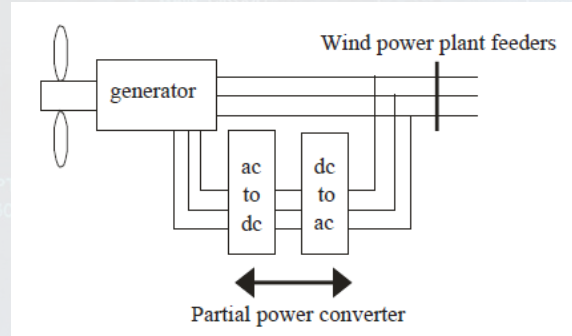 Wind power plant feeders
generator
ac
to
dc
dc
to
ac
Partial power converter